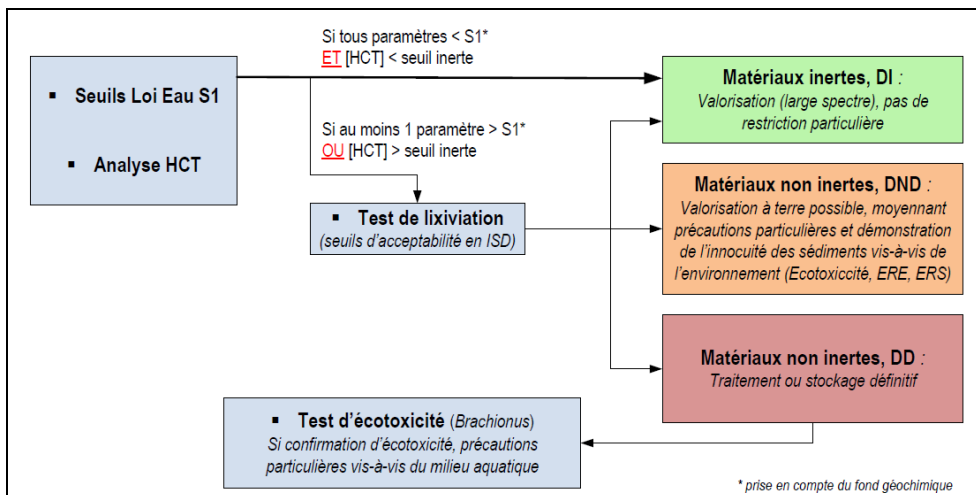 Si tous paramètres < S1*
ET [HCT] < seuil inerte
▪ Seuils Loi Eau S1
▪ Analyse HCT
Matériaux inertes, DI :
Valorisation (large spectre), pas de
restriction particulière
Si au moins 1 paramètre > S1*
OU [HCT] > seuil inerte
▪ Test de lixiviation
(seuils d'acceptabilité en ISD)
Matériaux non inertes, DND :
Valorisation à terre possible, moyennant
précautions particulières et démonstration
de l'innocuité des sédiments vis-à-vis de
l'environnement (Ecotoxiccité, ERE, ERS)
Matériaux non inertes, DD :
Traitement ou stockage définitif
▪ Test d'écotoxicité (Brachionus)
Si confirmation d'écotoxicité, précautions
particulières vis-à-vis du milieu aquatique
* prise en compte du fond géochimique